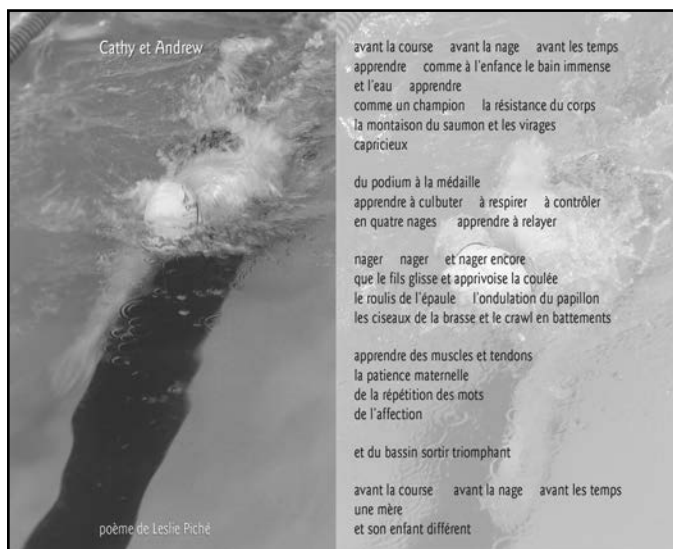 Cathy et Andrew
avant la course avant la nage avant les temps
apprendre comme à l'enfance le bain immense
et l'eau apprendre
comme un champion la résistance du corps
la montaison du saumon et les virages
capricieux
du podium à la médaille
apprendre à culbuter à respirer à contrôler
en quatre nages apprendre à relayer
nager nager et nager encore
que le fils glisse et apprivoise la coulée
le roulis de l'épaule l'ondulation du papillon
les ciseaux de la brasse et le crawl en battements
apprendre des muscles et tendons
la patience maternelle
de la répétition des mots
de l'affection
et du bassin sortir triomphant
avant la course avant la nage avant les temps
une mère
et son enfant différent
poème de Leslie Piché